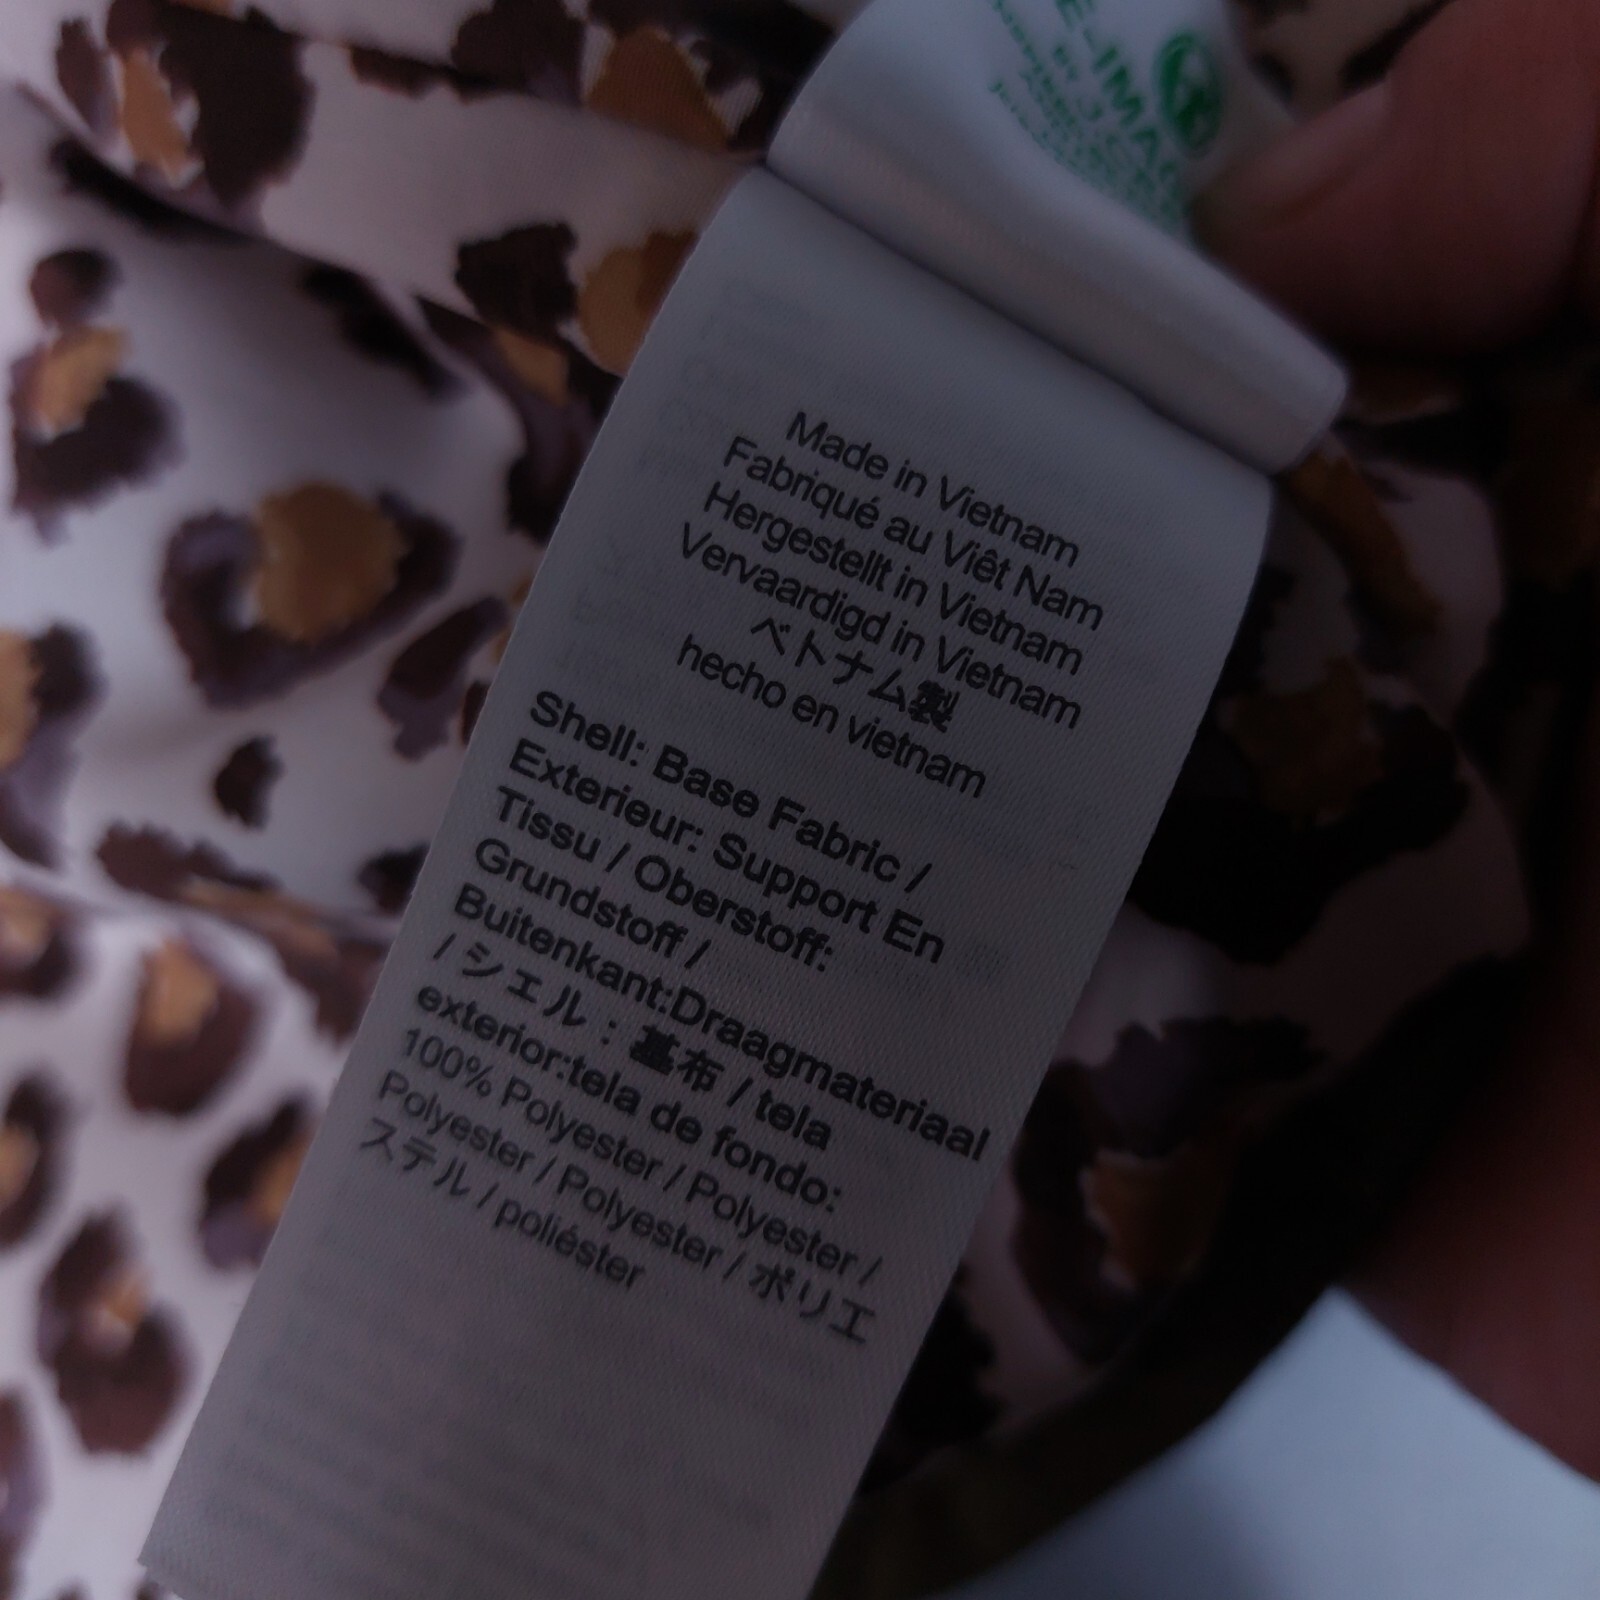 Made in Vietnam
Fabriqué au Viêt Nam
Hergestellt in Vietnam
Vervaardigd in Vietnam
ベトナム製
hecho en vietnam
Shell: Base Fabric /
Exterieur: Support En
Tissu / Oberstoff:
Grundstoff /
Buitenkant:Draagmateriaal
/ シェル：基布 / tela
exterior:tela de fondo:
100% Polyester / Polyester /
Polyester / Polyester / ポリエ
ステル / poliéster